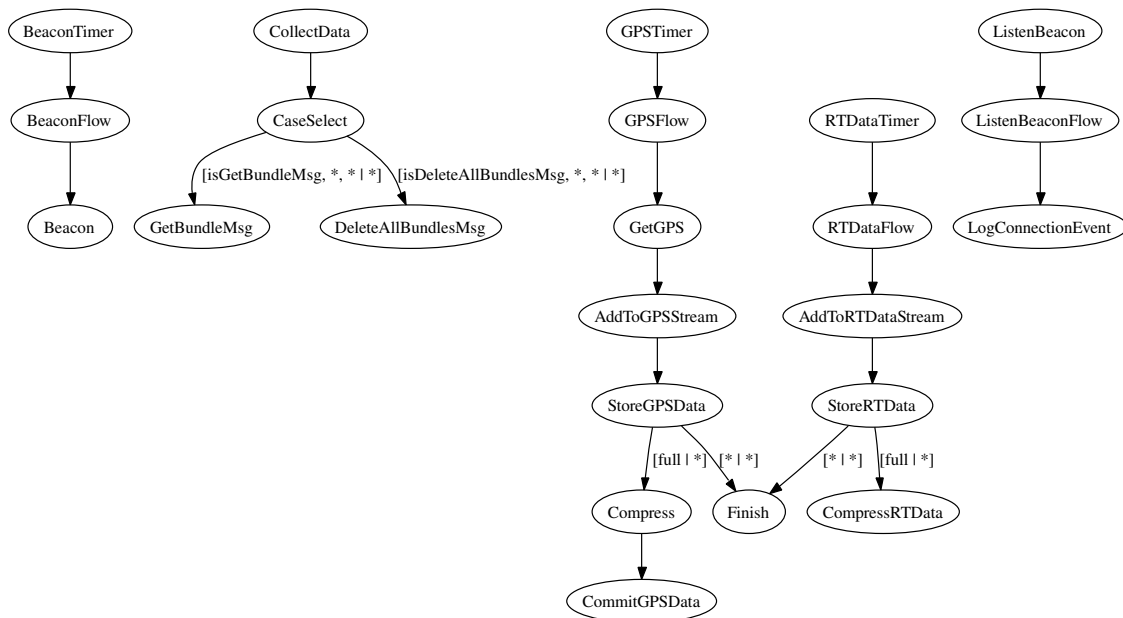 BeaconTimer
CollectData
GPSTimer
ListenBeacon
BeaconFlow
CaseSelect
GPSFlow
RTDataTimer
ListenBeaconFlow
[isGetBundleMsg, *, * | *]
[isDeleteAllBundlesMsg, *, * | *]
Beacon
GetBundleMsg
DeleteAllBundlesMsg
GetGPS
RTDataFlow
LogConnectionEvent
AddToGPSStream
AddToRTDataStream
StoreGPSData
StoreRTData
[full | *]
[* | *]
[* | *]
[full | *]
Compress
Finish
CompressRTData
CommitGPSData